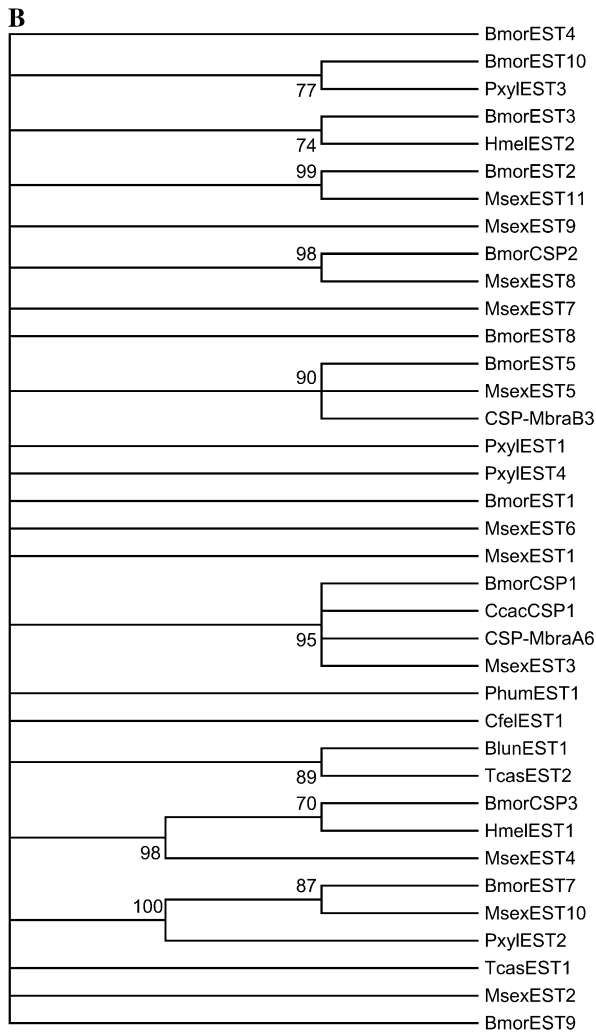 B
BmorEST4
BmorEST10
77
PxylEST3
BmorEST3
74
HmelEST2
99
BmorEST2
MsexEST11
MsexEST9
98
BmorCSP2
MsexEST8
MsexEST7
BmorEST8
BmorEST5
90
MsexEST5
CSP-MbraB3
PxylEST1
PxylEST4
BmorEST1
MsexEST6
MsexEST1
BmorCSP1
CcacCSP1
95
CSP-MbraA6
MsexEST3
PhumEST1
CfelEST1
BlunEST1
89
TcasEST2
70
BmorCSP3
HmelEST1
98
MsexEST4
87
BmorEST7
100
MsexEST10
PxylEST2
TcasEST1
MsexEST2
BmorEST9